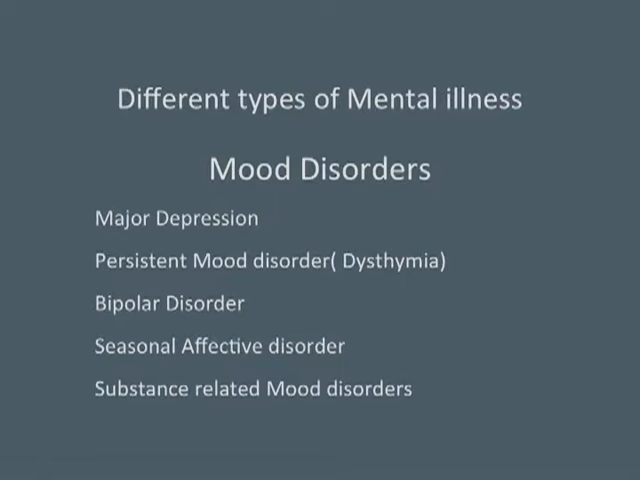 Different types of Mental illness
Mood Disorders
Major Depression
Persistent Mood disorder( Dysthymia)
Bipolar Disorder
Seasonal Affective disorder
Substance related Mood disorders